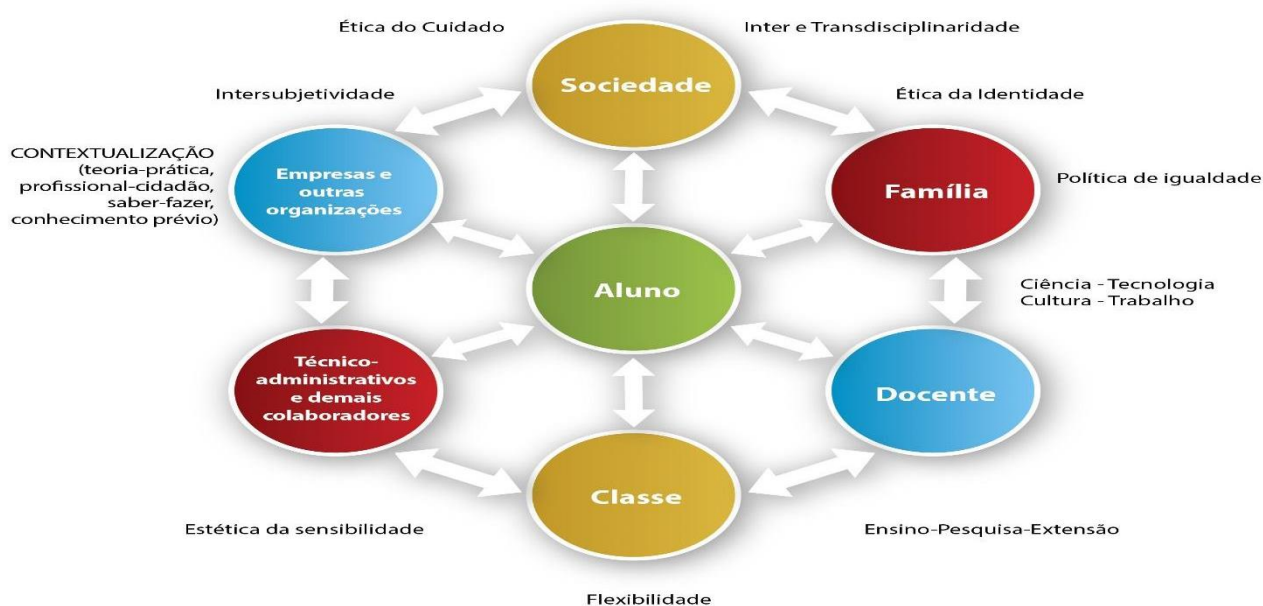 Ética do Cuidado
Inter e Transdisciplinaridade
Sociedade
Intersubjetividade
Ética da Identidade
CONTEXTUALIZAÇÃO
(teoria-prática,
profissional-cidadão,
saber-fazer,
conhecimento prévio)
Empresas e
outras
organizações
Família
Política de igualdade
Aluno
Ciência - Tecnologia
Cultura - Trabalho
Técnico-
administrativos
e demais
colaboradores
Docente
Classe
Estética da sensibilidade
Ensino-Pesquisa-Extensão
Flexibilidade